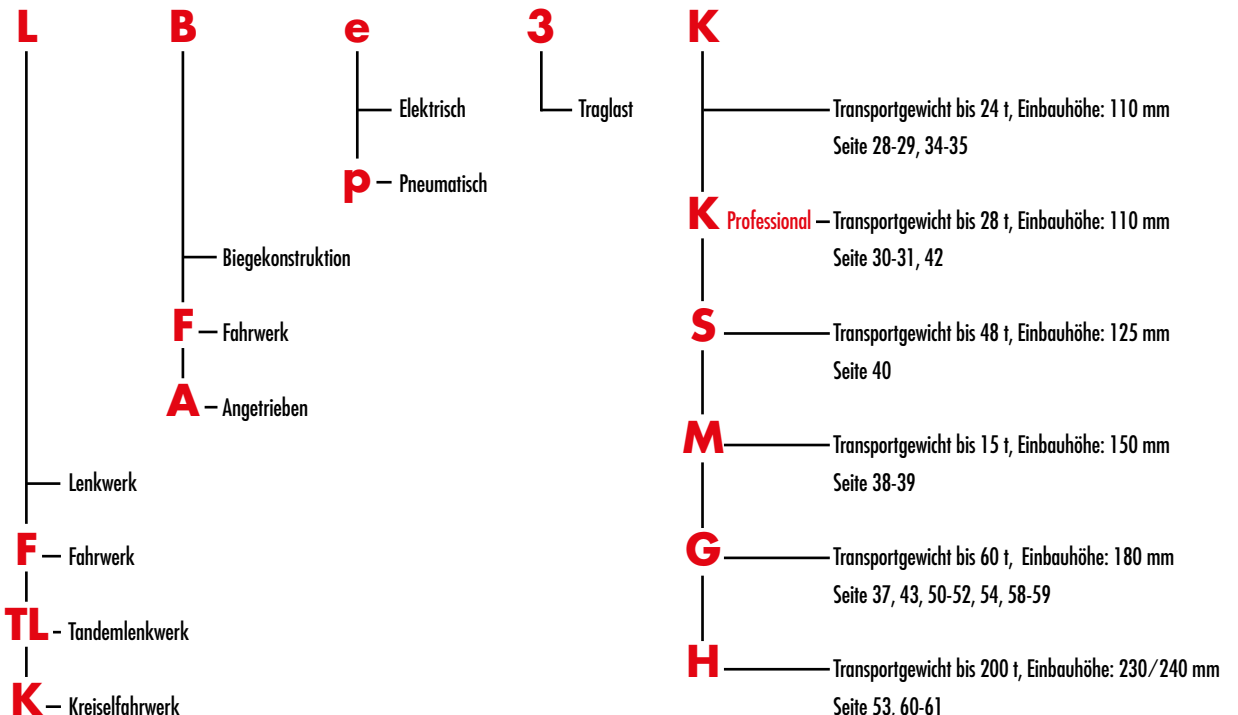 L B e 3 K
Elektrisch
Traglast
Transportgewicht bis 24 t, Einbauhöhe: 110 mm
Seite 28-29, 34-35
p Pneumatisch
K Professional Transportgewicht bis 28 t, Einbauhöhe: 110 mm
Seite 30-31, 42
Biegekonstruktion
F Fahrwerk
S Transportgewicht bis 48 t, Einbauhöhe: 125 mm
Seite 40
A Angetrieben
M Transportgewicht bis 15 t, Einbauhöhe: 150 mm
Seite 38-39
Lenkwerk
F Fahrwerk
G Transportgewicht bis 60 t, Einbauhöhe: 180 mm
Seite 37, 43, 50-52, 54, 58-59
TL Tandemlenkwerk
H Transportgewicht bis 200 t, Einbauhöhe: 230/240 mm
Seite 53, 60-61
K Kreiselfahrwerk